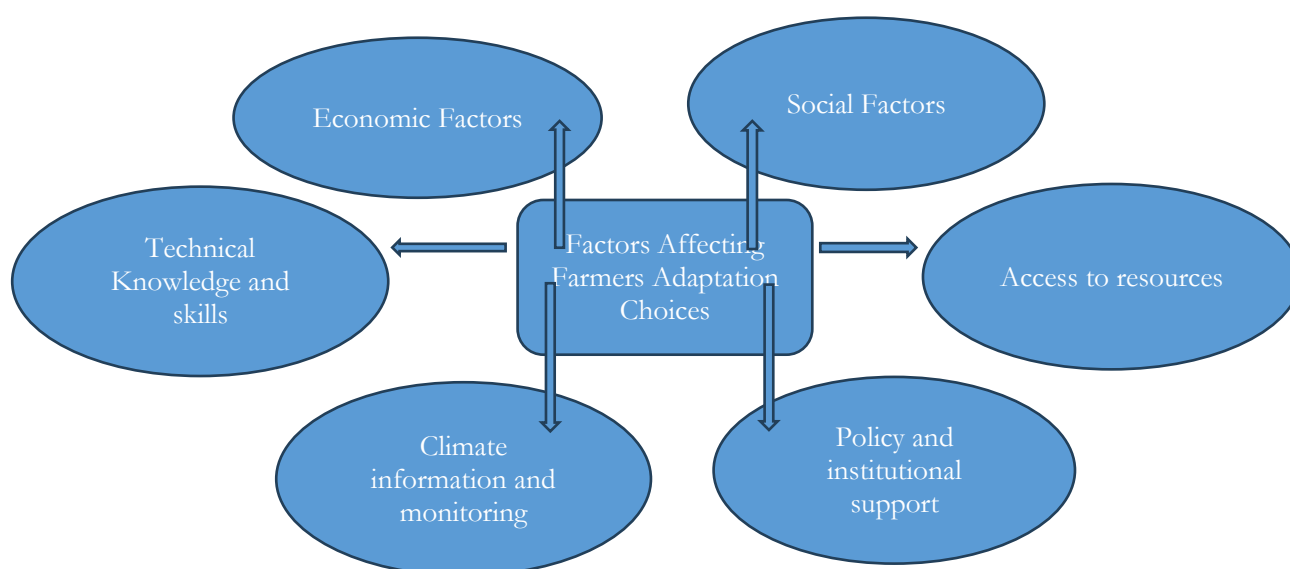 Economic Factors
Social Factors
Technical
Knowledge and
skills
Factors Affecting
Farmers Adaptation
Choices
Access to resources
Climate
information and
monitoring
Policy and
institutional
support